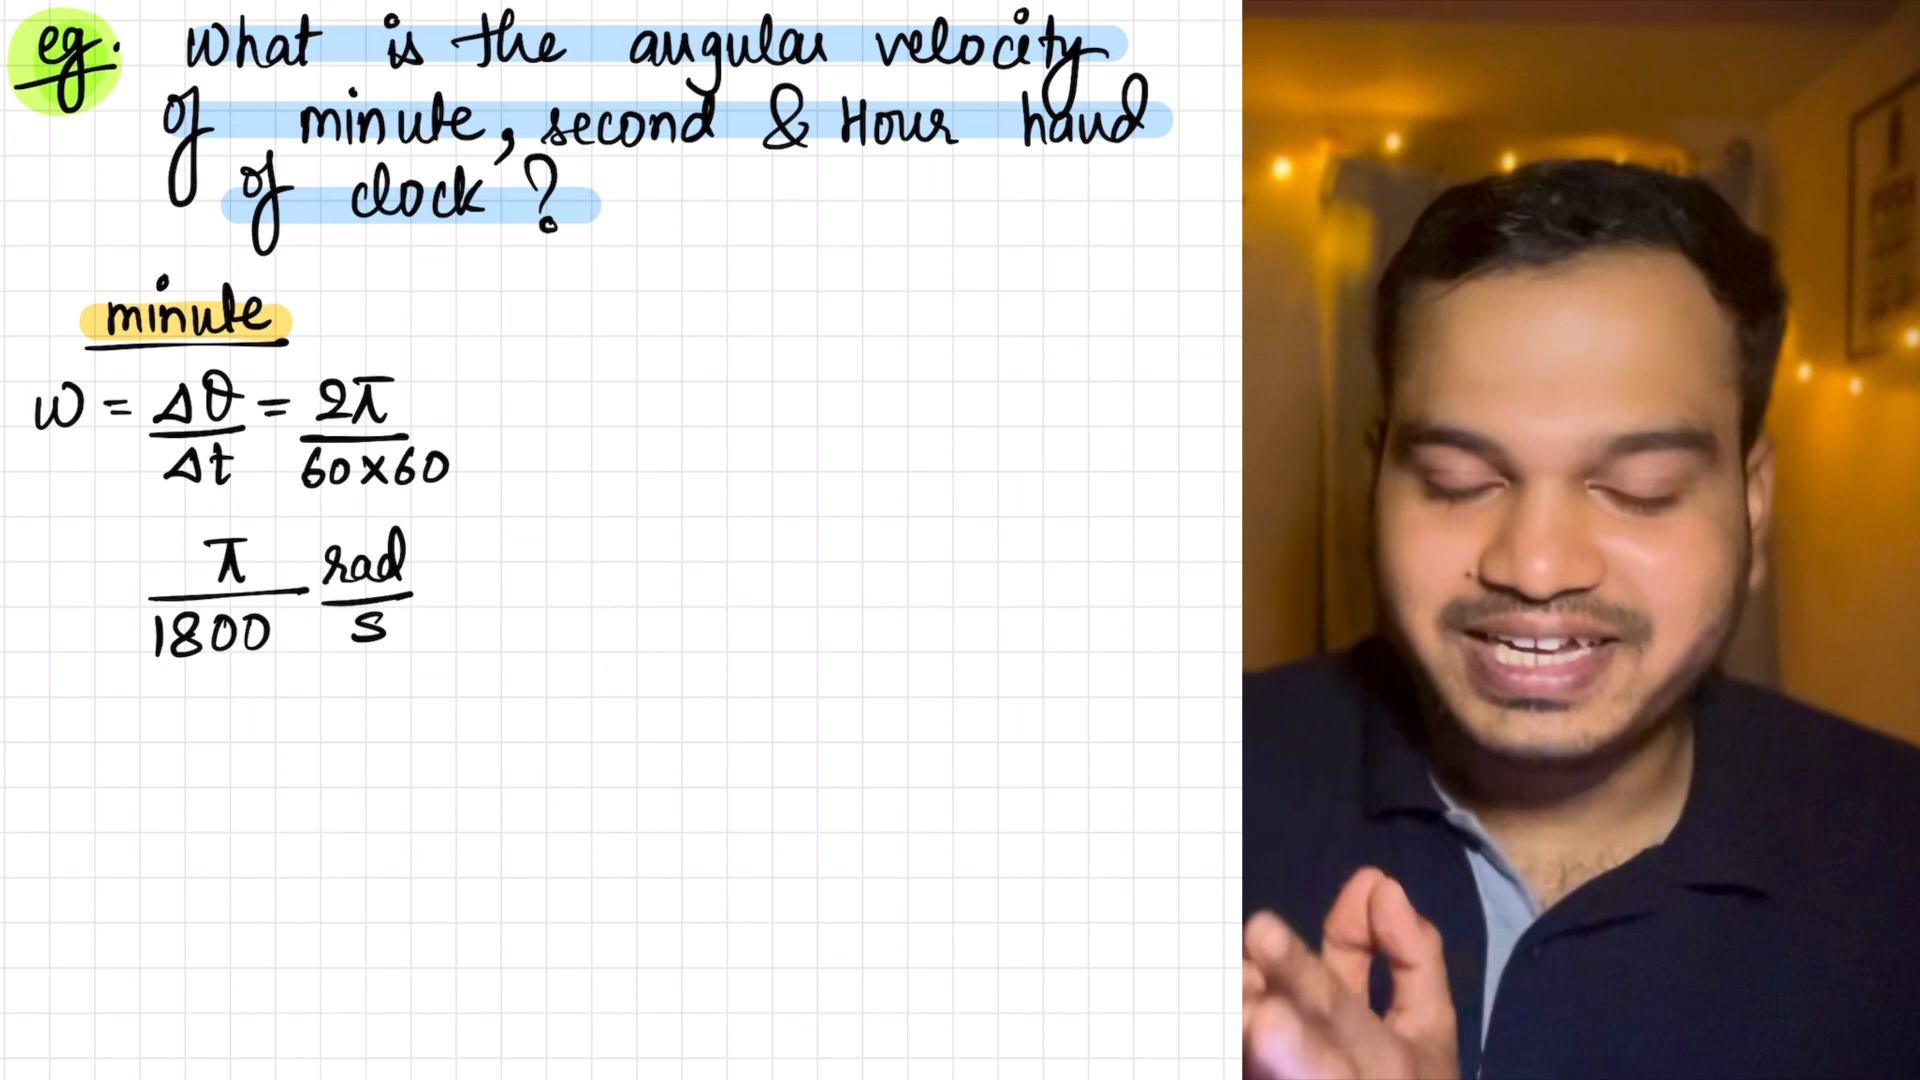 eg. What is the angular velocity
of minute, second & Hour hand
of clock?
minute
ω = Δθ/Δt = 2π/60×60
π/1800 rad/s